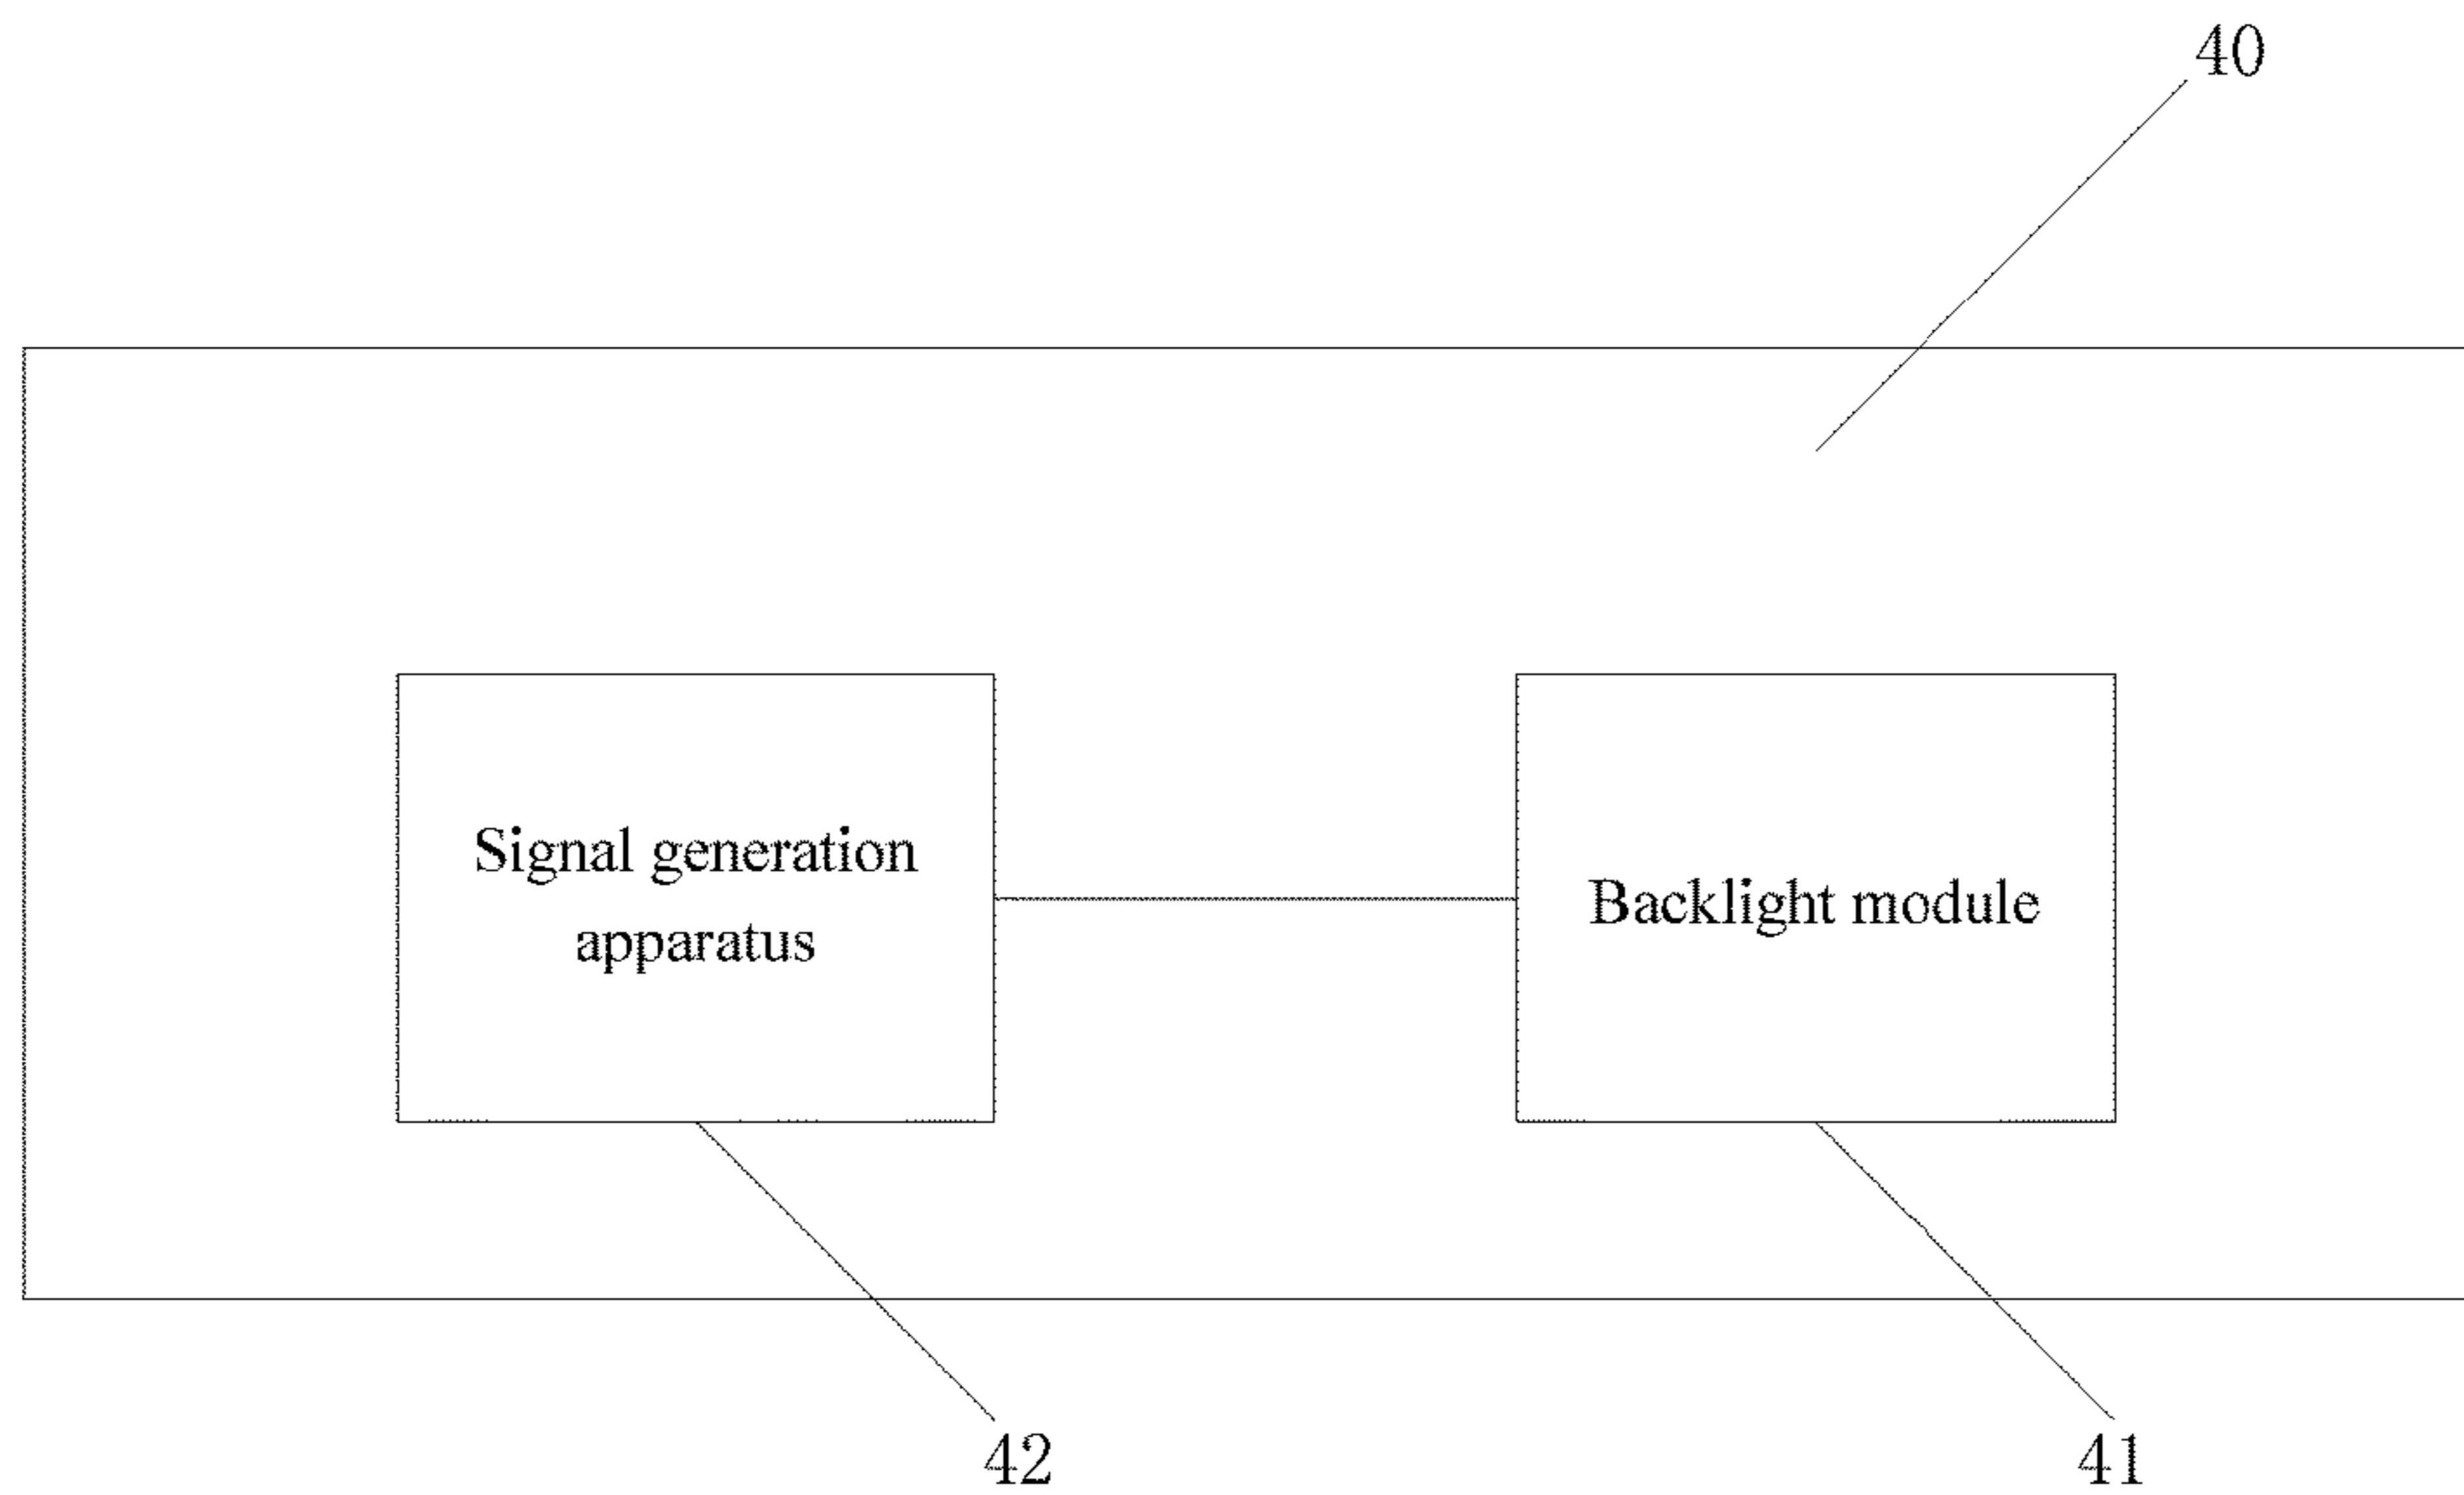 40
Signal generation
apparatus
Backlight module
42
41